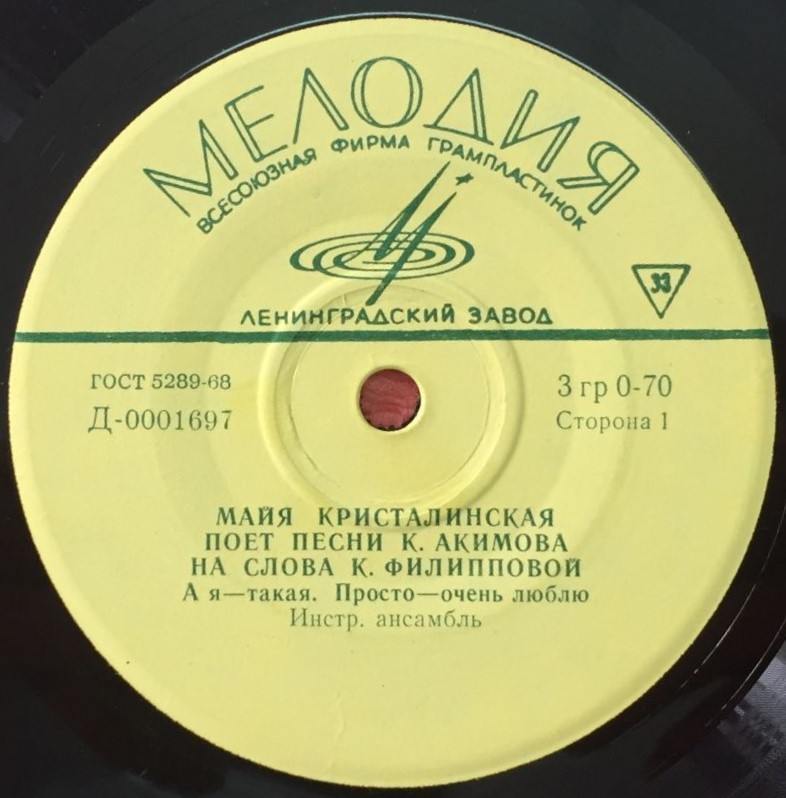 МЕЛОДИЯ
ВСЕСОЮЗНАЯ ФИРМА ГРАМПЛАСТИНОК
33
ЛЕНИНГРАДСКИЙ ЗАВОД
ГОСТ 5289-68
3 гр 0-70
Д-0001697
Сторона 1
МАЙЯ КРИСТАЛИНСКАЯ
ПОЕТ ПЕСНИ К. АКИМОВА
НА СЛОВА К. ФИЛИППОВОЙ
А я—такая. Просто—очень люблю
Инстр. ансамбль